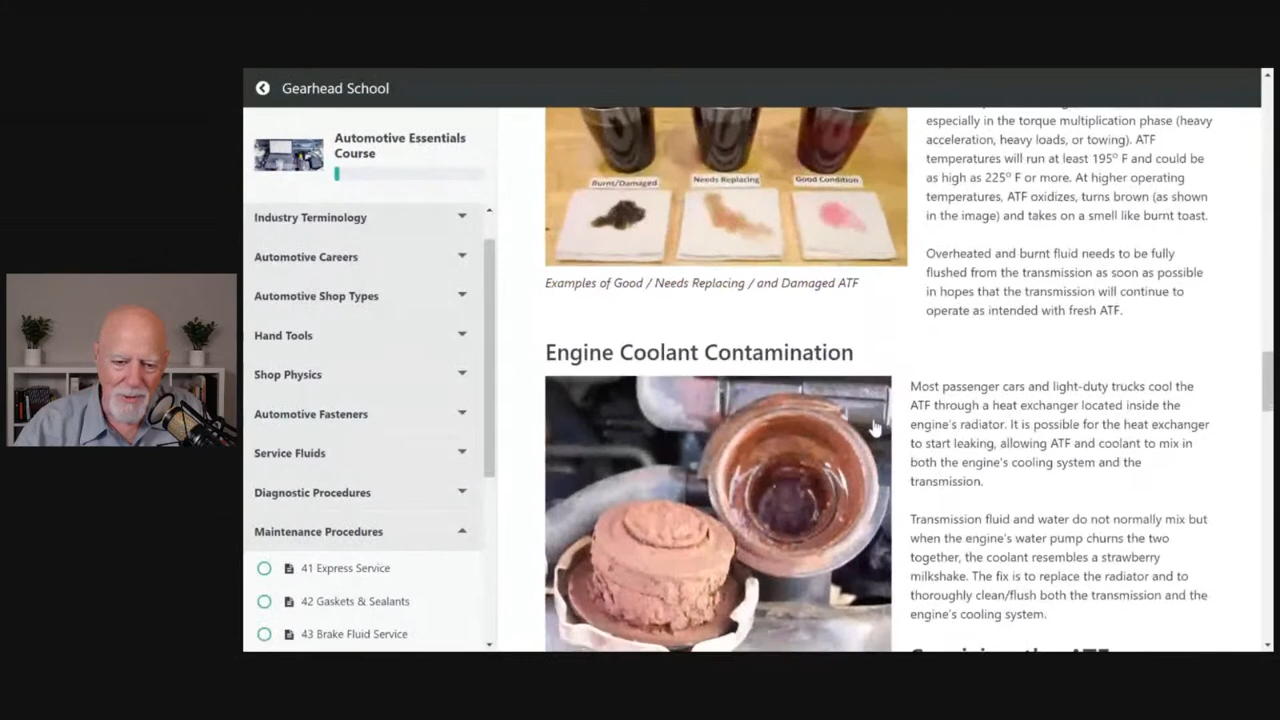 Gearhead School
Automotive Essentials
Course
Industry Terminology
Automotive Careers
Automotive Shop Types
Hand Tools
Shop Physics
Automotive Fasteners
Service Fluids
Diagnostic Procedures
Maintenance Procedures
41 Express Service
42 Gaskets & Sealants
43 Brake Fluid Service
Burnt/Damaged
Needs Replacing
Good Condition
Examples of Good / Needs Replacing / and Damaged ATF
especially in the torque multiplication phase (heavy
acceleration, heavy loads, or towing). ATF
temperatures will run at least 195º F and could be
as high as 225º F or more. At higher operating
temperatures, ATF oxidizes, turns brown (as shown
in the image) and takes on a smell like burnt toast.
Overheated and burnt fluid needs to be fully
flushed from the transmission as soon as possible
in hopes that the transmission will continue to
operate as intended with fresh ATF.
Engine Coolant Contamination
Most passenger cars and light-duty trucks cool the
ATF through a heat exchanger located inside the
engine's radiator. It is possible for the heat exchanger
to start leaking, allowing ATF and coolant to mix in
both the engine's cooling system and the
transmission.
Transmission fluid and water do not normally mix but
when the engine's water pump churns the two
together, the coolant resembles a strawberry
milkshake. The fix is to replace the radiator and to
thoroughly clean/flush both the transmission and the
engine's cooling system.